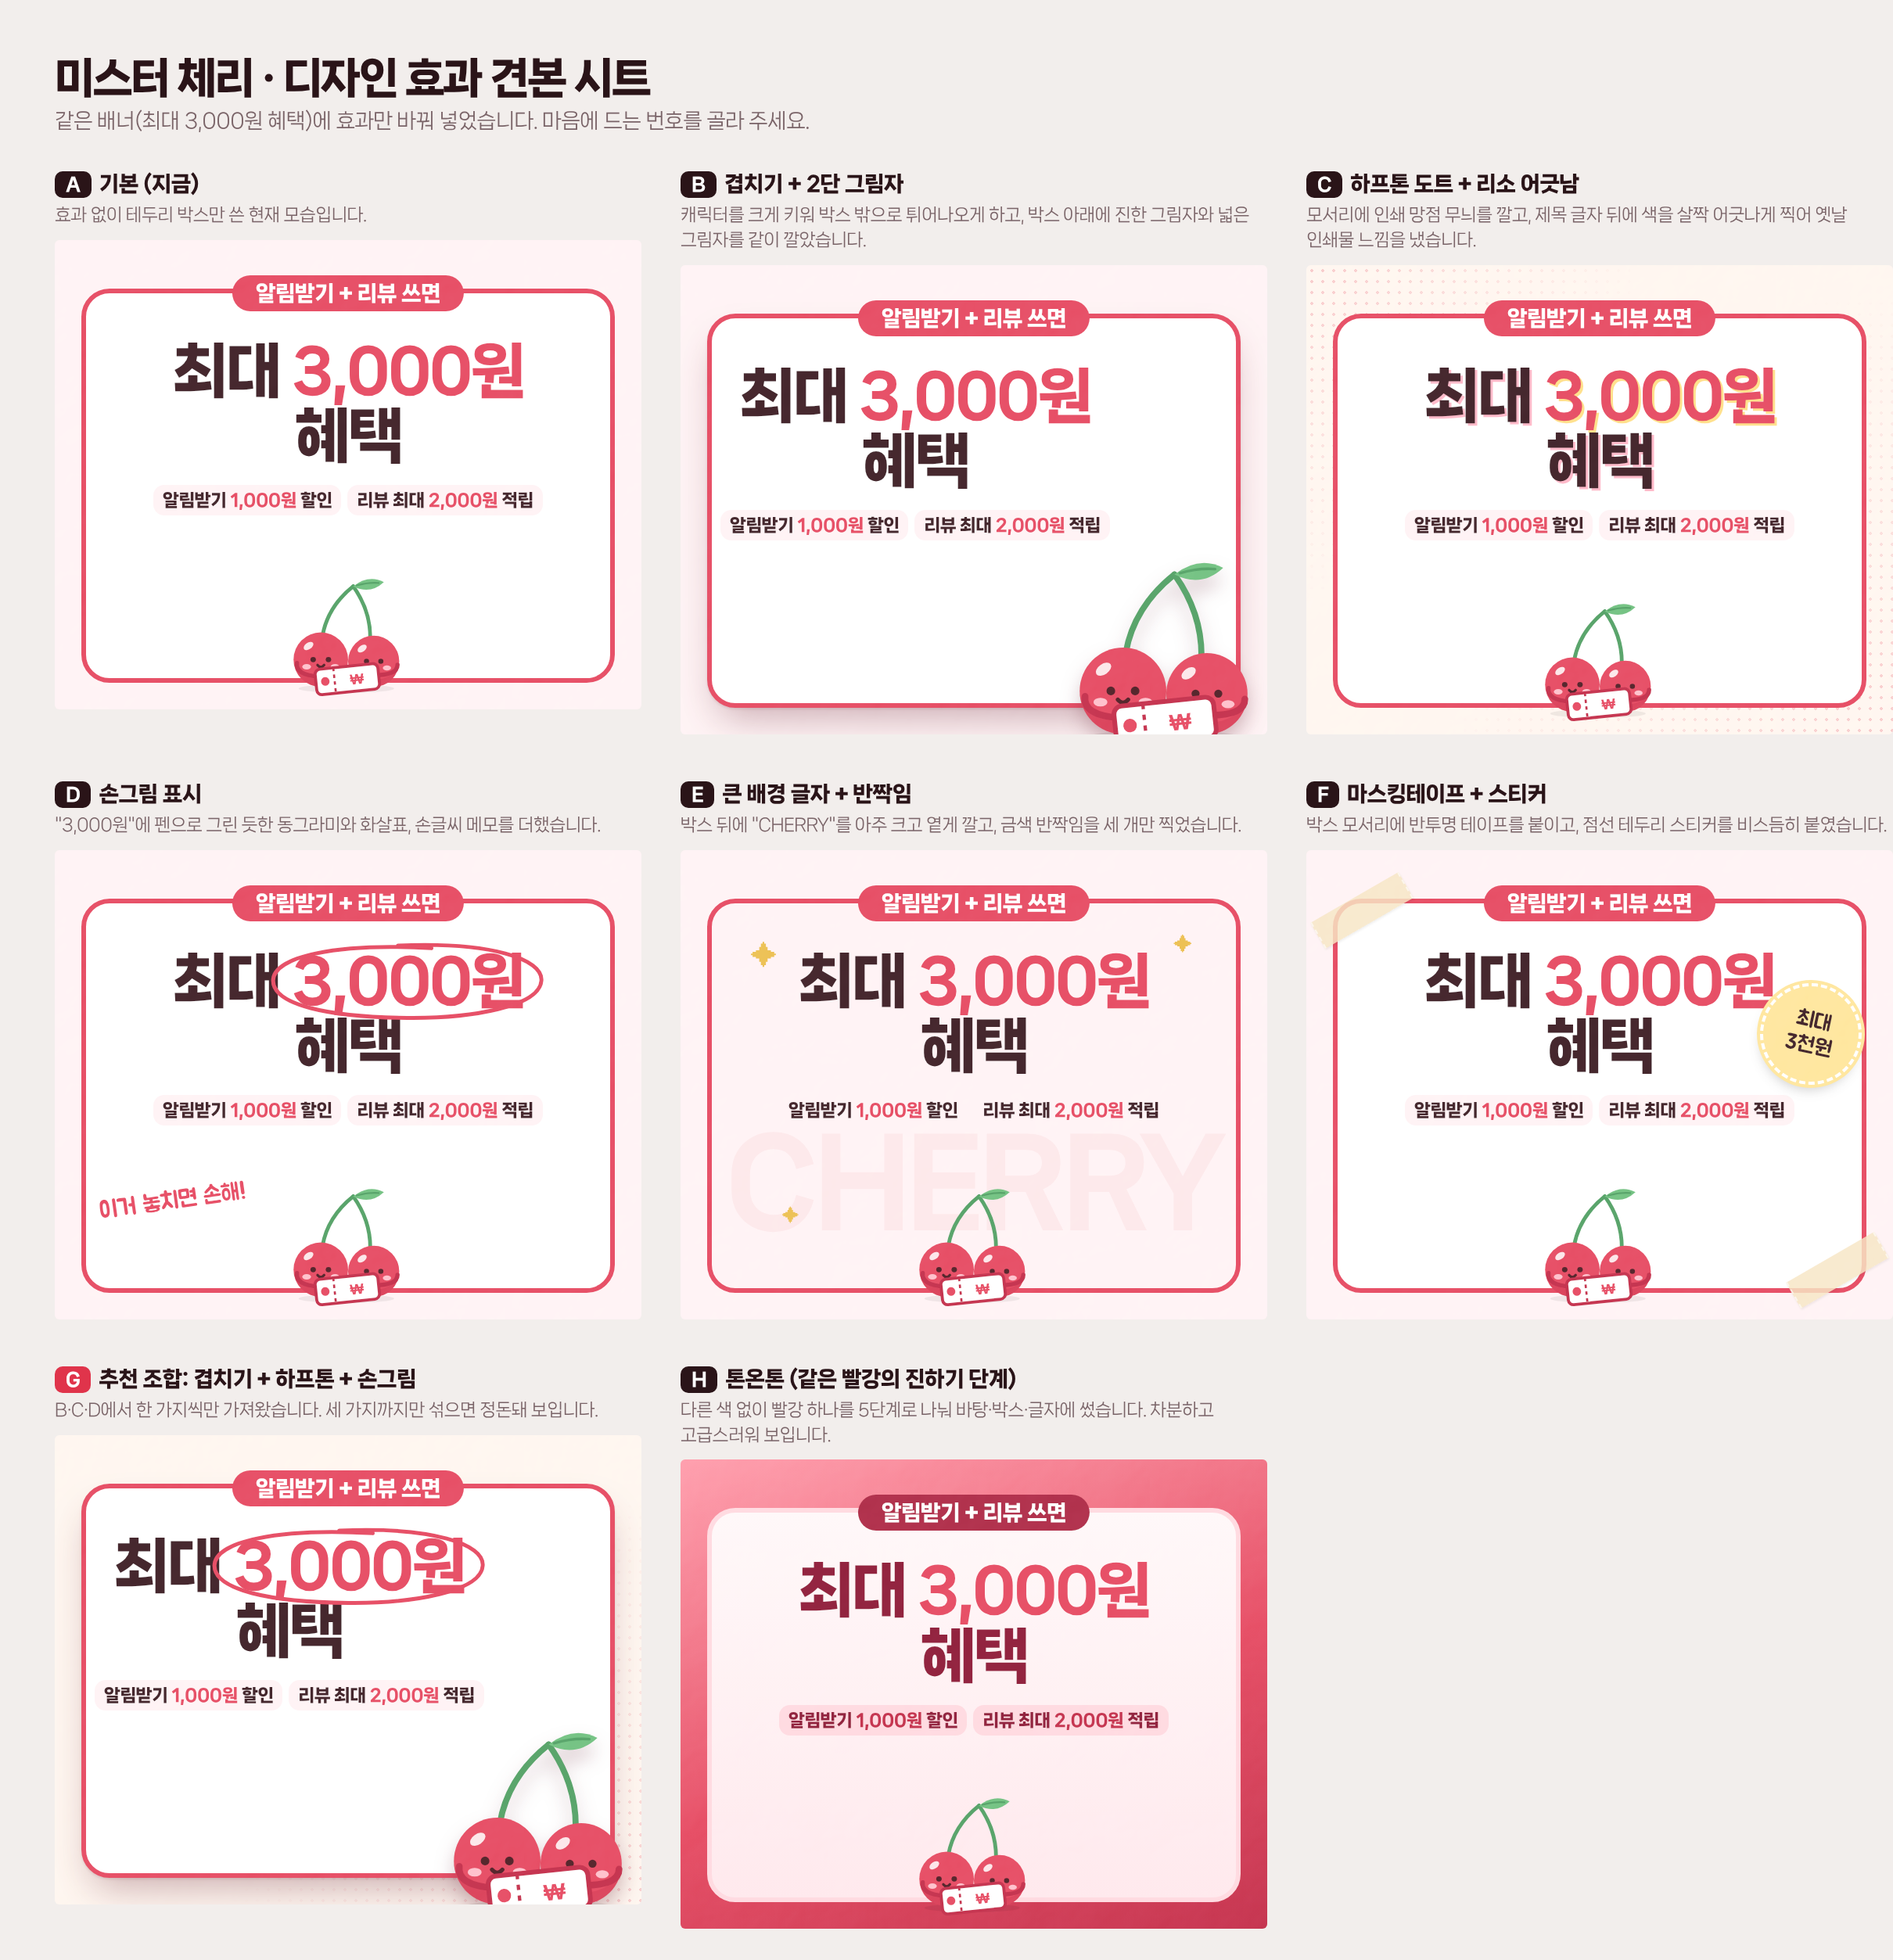 미스터 체리 · 디자인 효과 견본 시트
같은 배너(최대 3,000원 혜택)에 효과만 바꿔 넣었습니다. 마음에 드는 번호를 골라 주세요.
A 기본 (지금)
효과 없이 테두리 박스만 쓴 현재 모습입니다.
알림받기 + 리뷰 쓰면
최대 3,000원
혜택
알림받기 1,000원 할인 리뷰 최대 2,000원 적립
₩
B 겹치기 + 2단 그림자
캐릭터를 크게 키워 박스 밖으로 튀어나오게 하고, 박스 아래에 진한 그림자와 넓은
그림자를 같이 깔았습니다.
알림받기 + 리뷰 쓰면
최대 3,000원
혜택
알림받기 1,000원 할인 리뷰 최대 2,000원 적립
₩
C 하프톤 도트 + 리소 어긋남
모서리에 인쇄 망점 무늬를 깔고, 제목 글자 뒤에 색을 살짝 어긋나게 찍어 옛날
인쇄물 느낌을 냈습니다.
알림받기 + 리뷰 쓰면
최대 3,000원
혜택
알림받기 1,000원 할인 리뷰 최대 2,000원 적립
₩
D 손그림 표시
"3,000원"에 펜으로 그린 듯한 동그라미와 화살표, 손글씨 메모를 더했습니다.
알림받기 + 리뷰 쓰면
최대 3,000원
혜택
알림받기 1,000원 할인 리뷰 최대 2,000원 적립
이거 놓치면 손해!
₩
E 큰 배경 글자 + 반짝임
박스 뒤에 "CHERRY"를 아주 크고 옅게 깔고, 금색 반짝임을 세 개만 찍었습니다.
알림받기 + 리뷰 쓰면
최대 3,000원
혜택
알림받기 1,000원 할인 리뷰 최대 2,000원 적립
CHERRY
₩
F 마스킹테이프 + 스티커
박스 모서리에 반투명 테이프를 붙이고, 점선 테두리 스티커를 비스듬히 붙였습니다.
알림받기 + 리뷰 쓰면
최대 3,000원
혜택
최대
3천원
알림받기 1,000원 할인 리뷰 최대 2,000원 적립
₩
G 추천 조합: 겹치기 + 하프톤 + 손그림
B·C·D에서 한 가지씩만 가져왔습니다. 세 가지까지만 섞으면 정돈돼 보입니다.
알림받기 + 리뷰 쓰면
최대 3,000원
혜택
알림받기 1,000원 할인 리뷰 최대 2,000원 적립
₩
H 톤온톤 (같은 빨강의 진하기 단계)
다른 색 없이 빨강 하나를 5단계로 나눠 바탕·박스·글자에 썼습니다. 차분하고
고급스러워 보입니다.
알림받기 + 리뷰 쓰면
최대 3,000원
혜택
알림받기 1,000원 할인 리뷰 최대 2,000원 적립
₩